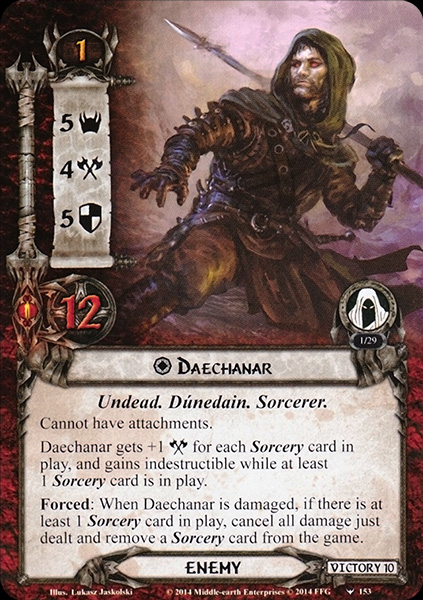 1
5
4
5
12
1/29
DAECHANAR
Undead. Dúnedain. Sorcerer.
Cannot have attachments.
Daechanar gets +1 for each Sorcery card in
play, and gains indestructible while at least
1 Sorcery card is in play.
Forced: When Daechanar is damaged, if there is at
least 1 Sorcery card in play, cancel all damage just
dealt and remove a Sorcery card from the game.
ENEMY
VICTORY 10
Illus. Lukasz Jaskolski © 2014 Middle-earth Enterprises © 2014 FFG 153